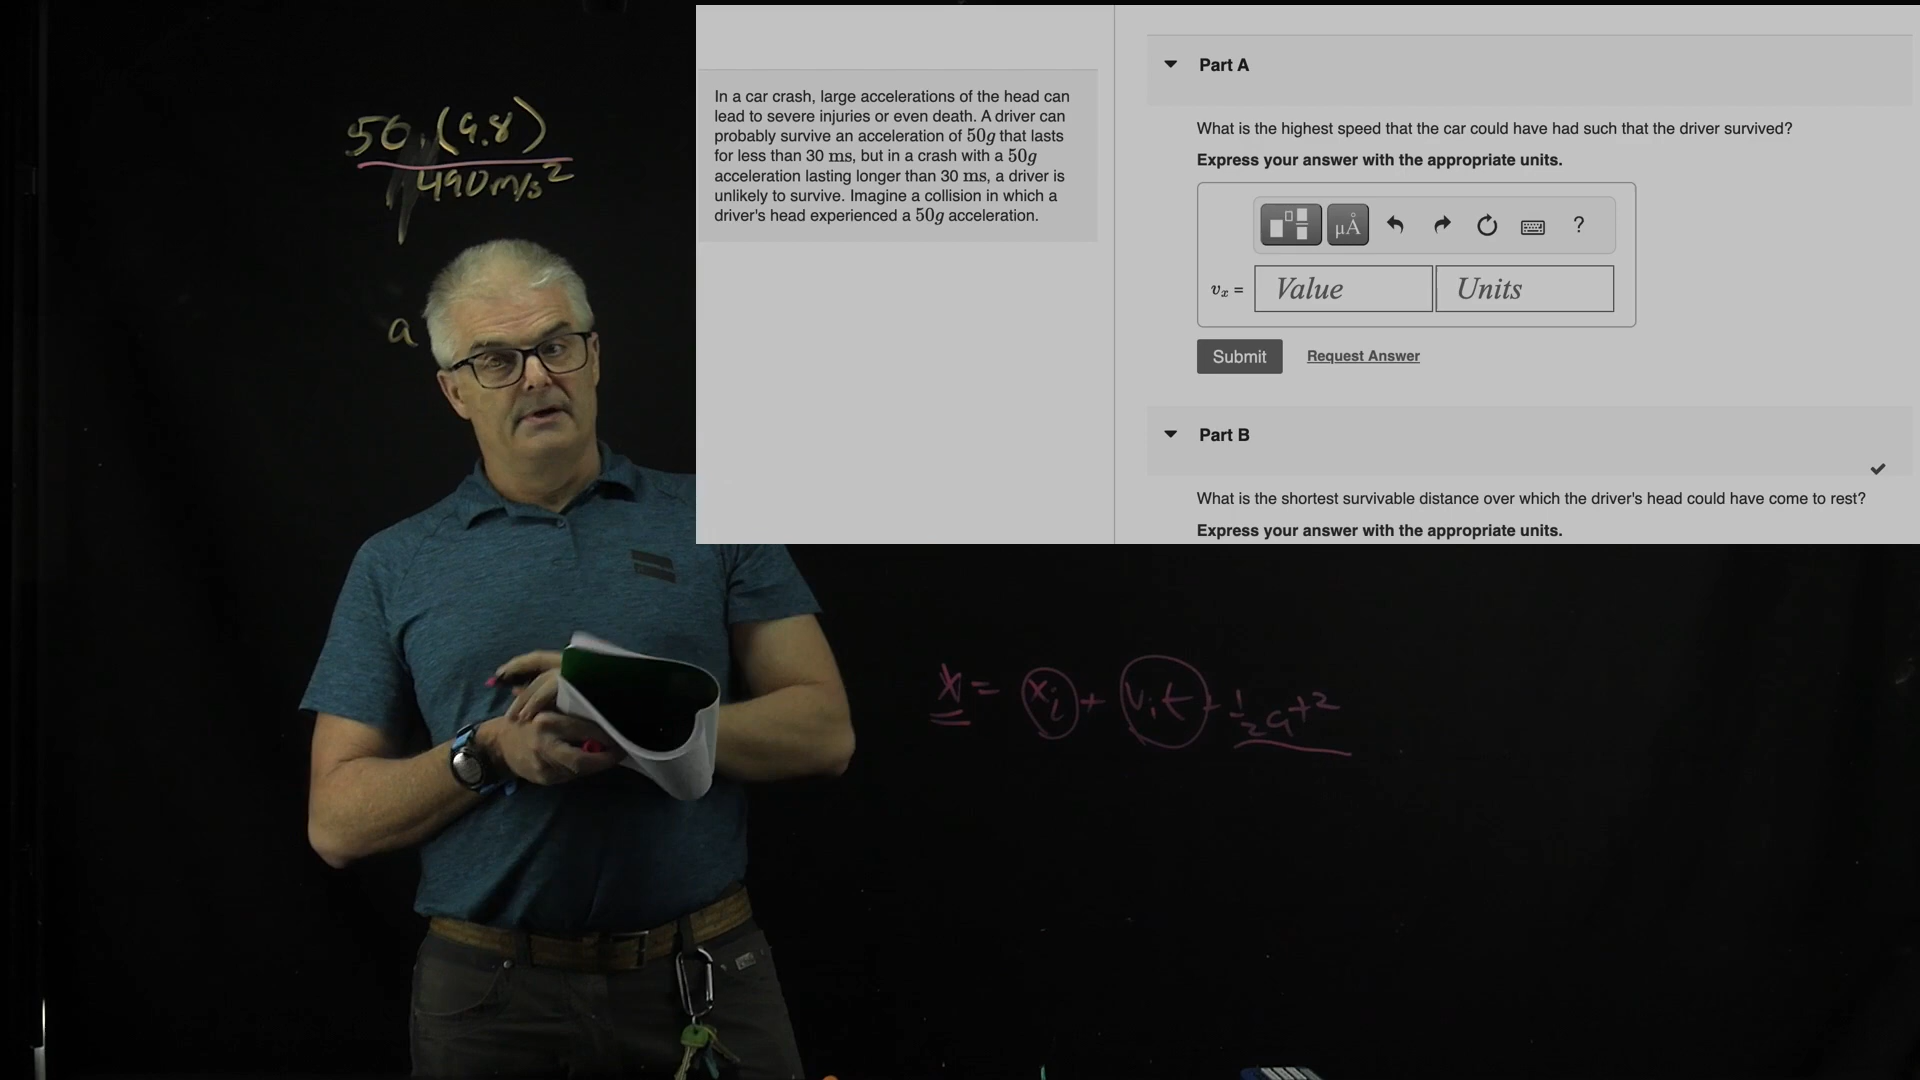 50.(9.8)
490m/s²
a
In a car crash, large accelerations of the head can
lead to severe injuries or even death. A driver can
probably survive an acceleration of 50g that lasts
for less than 30 ms, but in a crash with a 50g
acceleration lasting longer than 30 ms, a driver is
unlikely to survive. Imagine a collision in which a
driver's head experienced a 50g acceleration.
Part A
What is the highest speed that the car could have had such that the driver survived?
Express your answer with the appropriate units.
μÅ ?
vₓ = Value Units
Submit Request Answer
Part B
What is the shortest survivable distance over which the driver's head could have come to rest?
Express your answer with the appropriate units.
x = xᵢ + vᵢt + ½at²